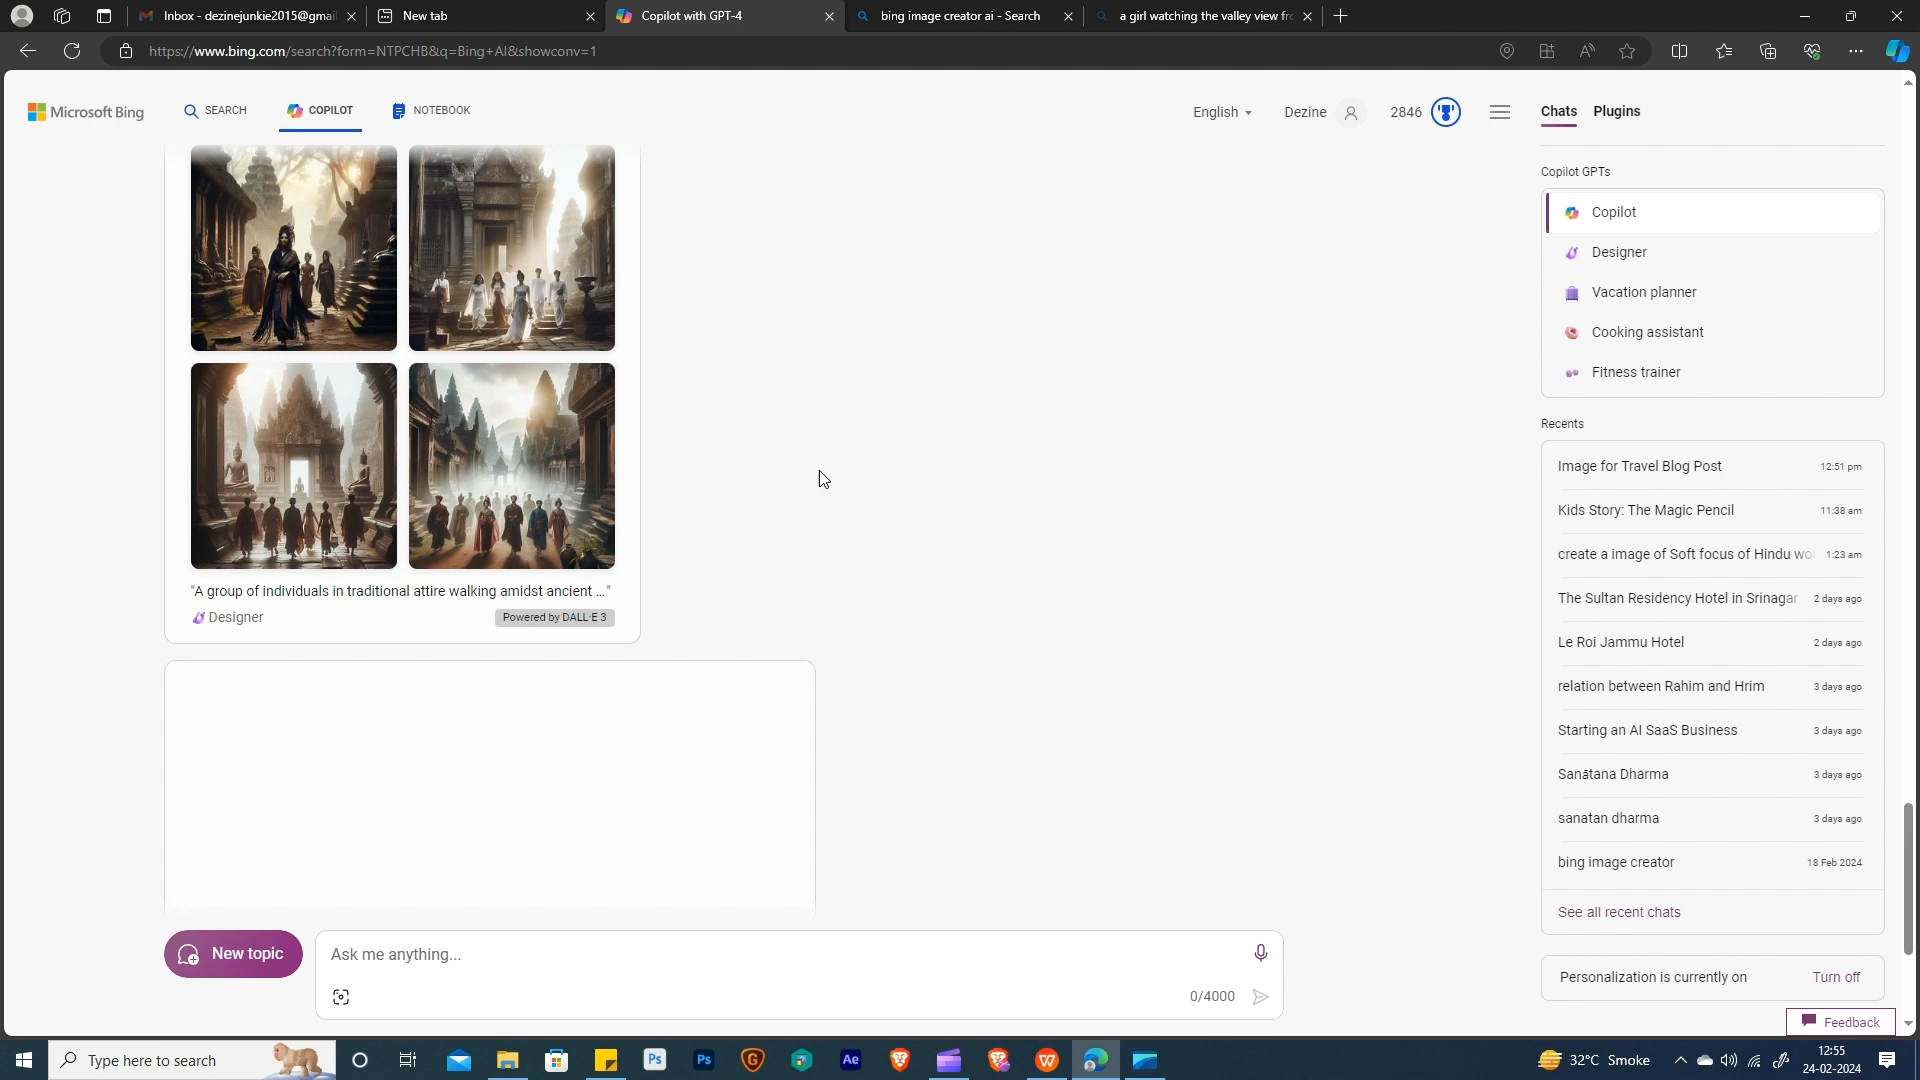 Inbox - dezinejunkie2015@gmai
New tab
Copilot with GPT-4
bing image creator ai - Search
a girl watching the valley view fr
https://www.bing.com/search?form=NTPCHB&q=Bing+AI&showconv=1
Microsoft Bing
SEARCH
COPILOT
NOTEBOOK
English
Dezine
2846
Chats
Plugins
Copilot GPTs
Copilot
Designer
Vacation planner
Cooking assistant
Fitness trainer
"A group of individuals in traditional attire walking amidst ancient ..."
Designer
Powered by DALL·E 3
Recents
Image for Travel Blog Post 12:51 pm
Kids Story: The Magic Pencil 11:38 am
create a image of Soft focus of Hindu wo 1:23 am
The Sultan Residency Hotel in Srinagar 2 days ago
Le Roi Jammu Hotel 2 days ago
relation between Rahim and Hrim 3 days ago
Starting an AI SaaS Business 3 days ago
Sanātana Dharma 3 days ago
sanatan dharma 3 days ago
bing image creator 18 Feb 2024
See all recent chats
New topic
Ask me anything...
0/4000
Personalization is currently on Turn off
Feedback
Type here to search
Ps
Ps
Ae
32°C Smoke
12:55
24-02-2024